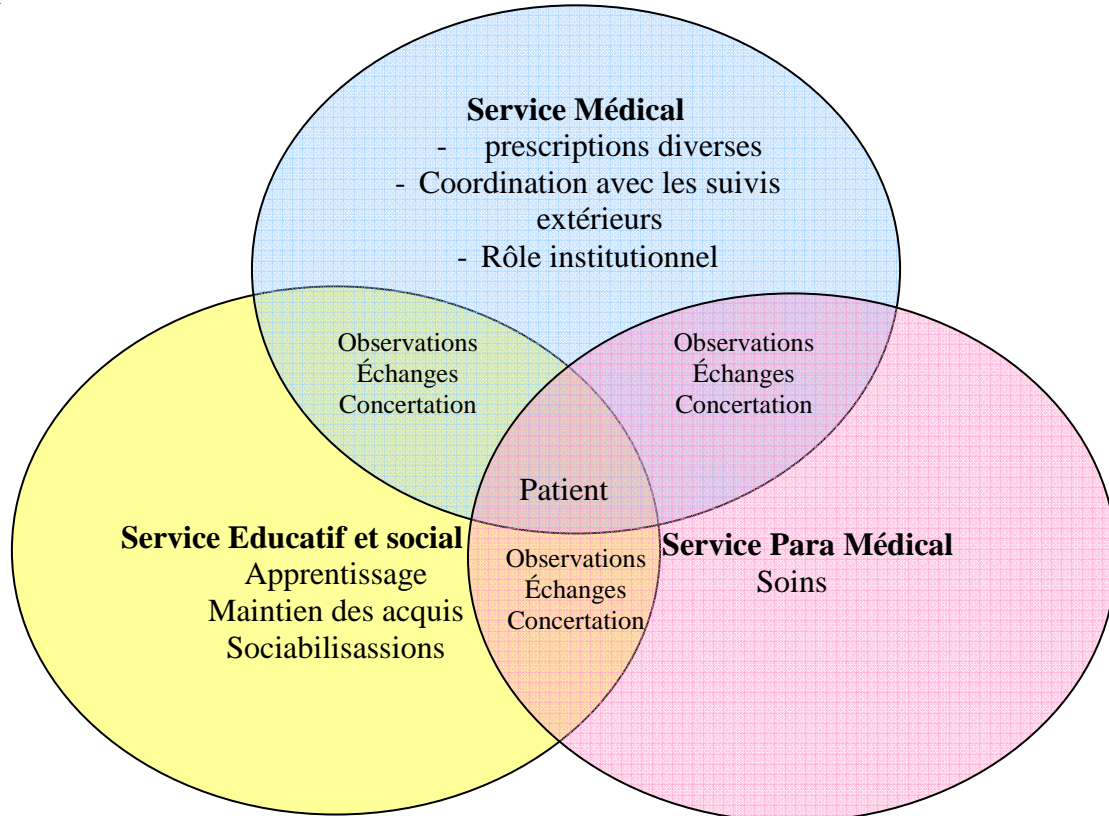 Service Médical
- prescriptions diverses
- Coordination avec les suivis
extérieurs
- Rôle institutionnel
Observations
Échanges
Concertation
Observations
Échanges
Concertation
Patient
Service Educatif et social
Apprentissage
Maintien des acquis
Sociabilisassions
Observations
Échanges
Concertation
Service Para Médical
Soins